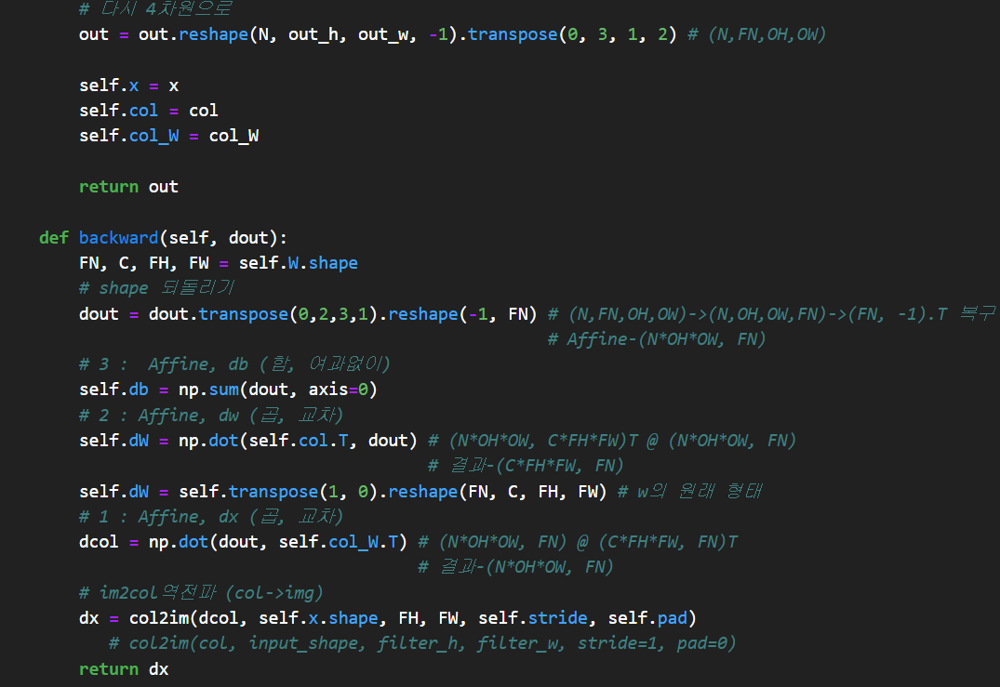 # 다시 4차원으로
out = out.reshape(N, out_h, out_w, -1).transpose(0, 3, 1, 2) # (N,FN,OH,OW)
self.x = x
self.col = col
self.col_W = col_W
return out
def backward(self, dout):
FN, C, FH, FW = self.W.shape
# shape 되돌리기
dout = dout.transpose(0,2,3,1).reshape(-1, FN) # (N,FN,OH,OW)->(N,OH,OW,FN)->(FN, -1).T 복구
# Affine-(N*OH*OW, FN)
# 3 :  Affine, db (합, 여과없이)
self.db = np.sum(dout, axis=0)
# 2 : Affine, dw (곱, 교차)
self.dW = np.dot(self.col.T, dout) # (N*OH*OW, C*FH*FW)T @ (N*OH*OW, FN)
# 결과-(C*FH*FW, FN)
self.dW = self.transpose(1, 0).reshape(FN, C, FH, FW) # w의 원래 형태
# 1 : Affine, dx (곱, 교차)
dcol = np.dot(dout, self.col_W.T) # (N*OH*OW, FN) @ (C*FH*FW, FN)T
# 결과-(N*OH*OW, FN)
# im2col역전파 (col->img)
dx = col2im(dcol, self.x.shape, FH, FW, self.stride, self.pad)
# col2im(col, input_shape, filter_h, filter_w, stride=1, pad=0)
return dx